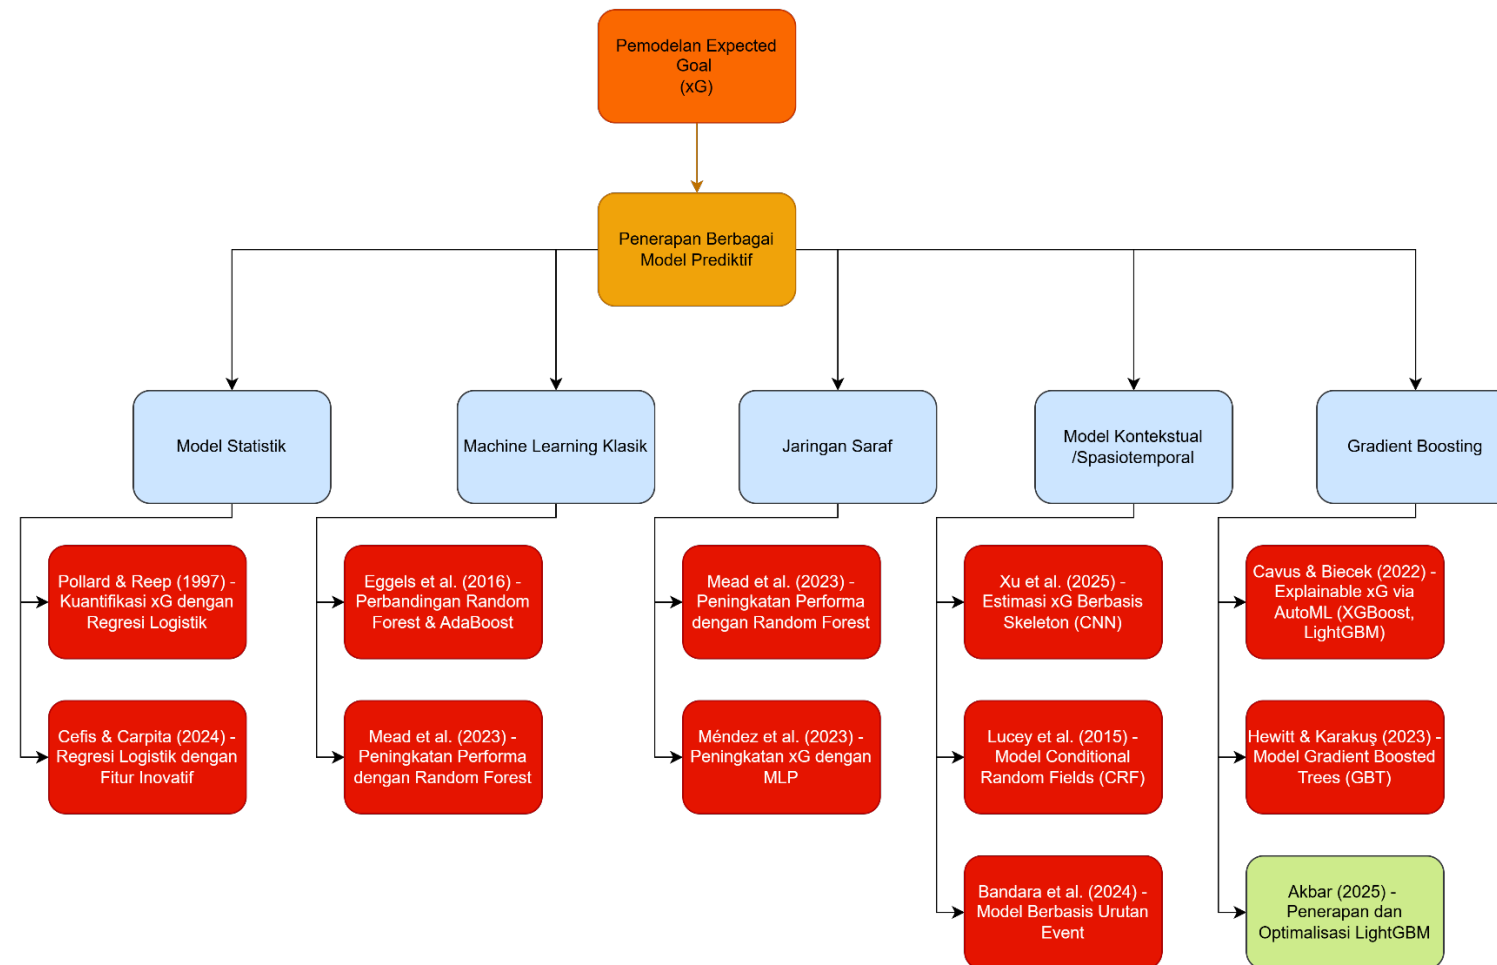 Pemodelan Expected
Goal
(xG)
Penerapan Berbagai
Model Prediktif
Model Statistik
Machine Learning Klasik
Jaringan Saraf
Model Kontekstual
/Spasiotemporal
Gradient Boosting
Pollard & Reep (1997) -
Kuantifikasi xG dengan
Regresi Logistik
Eggels et al. (2016) -
Perbandingan Random
Forest & AdaBoost
Mead et al. (2023) -
Peningkatan Performa
dengan Random Forest
Xu et al. (2025) -
Estimasi xG Berbasis
Skeleton (CNN)
Cavus & Biecek (2022) -
Explainable xG via
AutoML (XGBoost,
LightGBM)
Cefis & Carpita (2024) -
Regresi Logistik dengan
Fitur Inovatif
Mead et al. (2023) -
Peningkatan Performa
dengan Random Forest
Méndez et al. (2023) -
Peningkatan xG dengan
MLP
Lucey et al. (2015) -
Model Conditional
Random Fields (CRF)
Hewitt & Karakuş (2023) -
Model Gradient Boosted
Trees (GBT)
Bandara et al. (2024) -
Model Berbasis Urutan
Event
Akbar (2025) -
Penerapan dan
Optimalisasi LightGBM